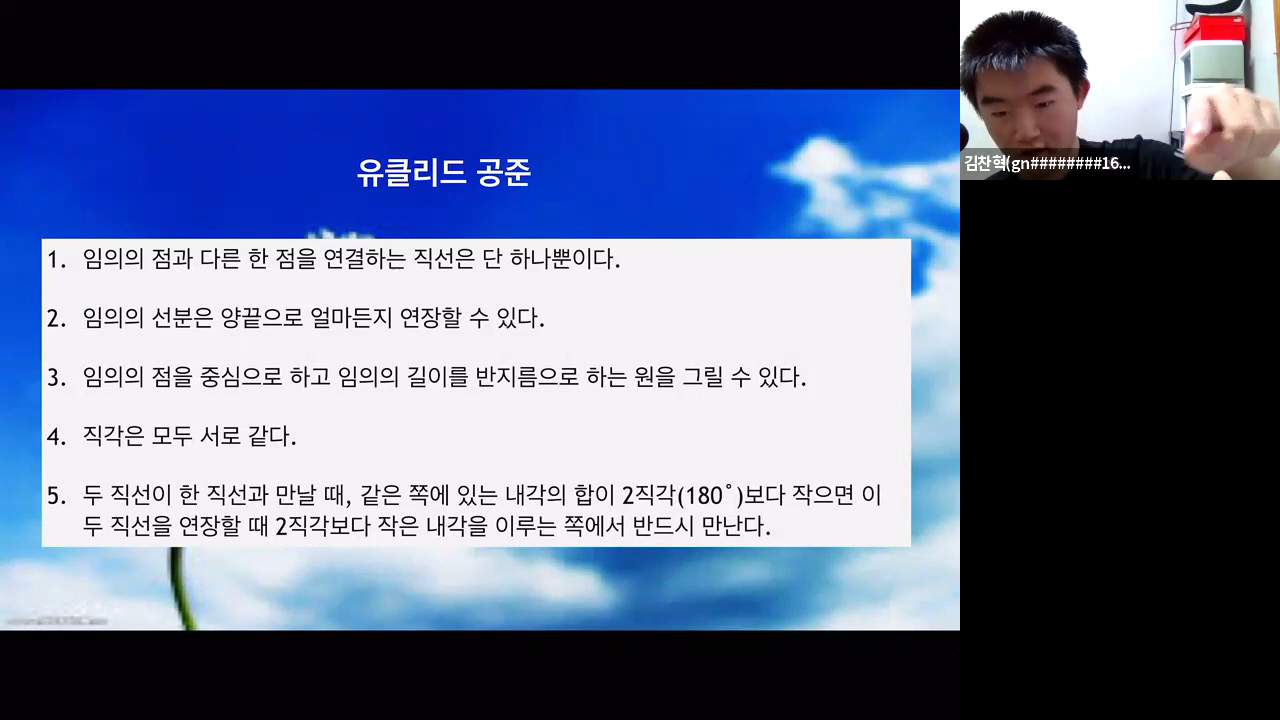 유클리드 공준
1. 임의의 점과 다른 한 점을 연결하는 직선은 단 하나뿐이다.
2. 임의의 선분은 양끝으로 얼마든지 연장할 수 있다.
3. 임의의 점을 중심으로 하고 임의의 길이를 반지름으로 하는 원을 그릴 수 있다.
4. 직각은 모두 서로 같다.
5. 두 직선이 한 직선과 만날 때, 같은 쪽에 있는 내각의 합이 2직각(180˚)보다 작으면 이
두 직선을 연장할 때 2직각보다 작은 내각을 이루는 쪽에서 반드시 만난다.
김찬혁(gn########16...